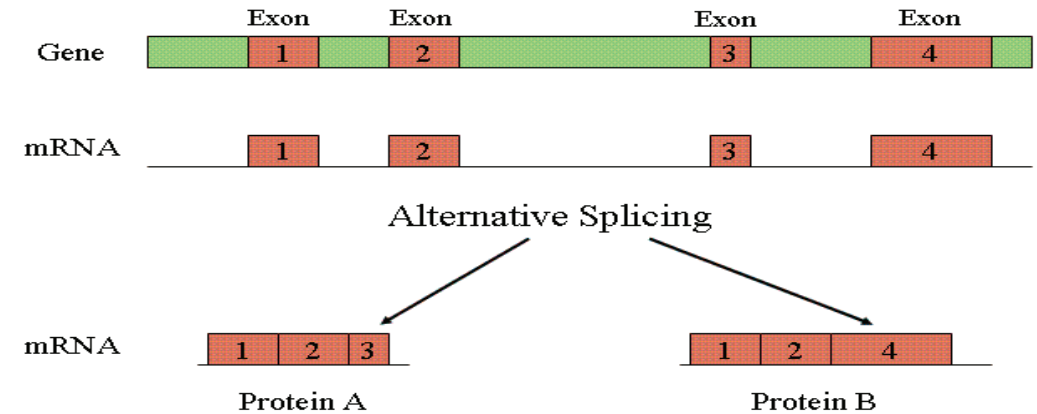 Exon Exon Exon Exon
Gene 1 2 3 4
mRNA 1 2 3 4
Alternative Splicing
mRNA 1 2 3 1 2 4
Protein A Protein B